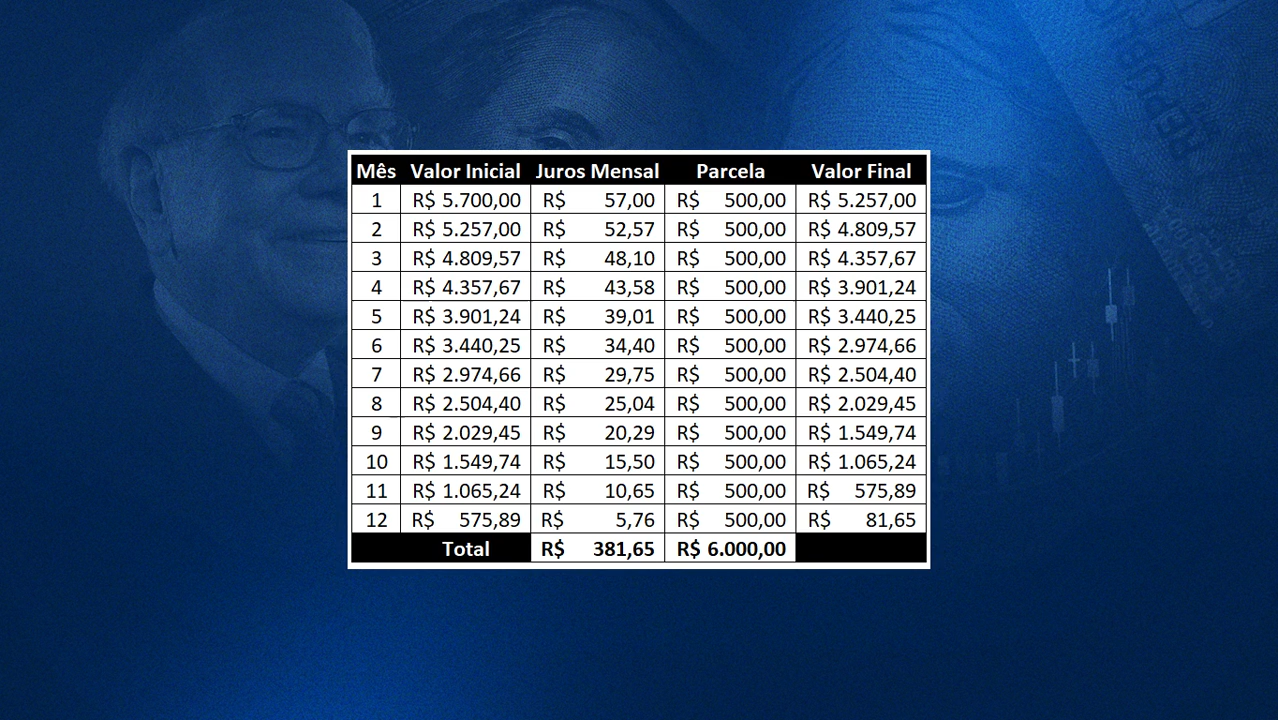 Mês Valor Inicial Juros Mensal Parcela Valor Final
1 R$ 5.700,00 R$ 57,00 R$ 500,00 R$ 5.257,00
2 R$ 5.257,00 R$ 52,57 R$ 500,00 R$ 4.809,57
3 R$ 4.809,57 R$ 48,10 R$ 500,00 R$ 4.357,67
4 R$ 4.357,67 R$ 43,58 R$ 500,00 R$ 3.901,24
5 R$ 3.901,24 R$ 39,01 R$ 500,00 R$ 3.440,25
6 R$ 3.440,25 R$ 34,40 R$ 500,00 R$ 2.974,66
7 R$ 2.974,66 R$ 29,75 R$ 500,00 R$ 2.504,40
8 R$ 2.504,40 R$ 25,04 R$ 500,00 R$ 2.029,45
9 R$ 2.029,45 R$ 20,29 R$ 500,00 R$ 1.549,74
10 R$ 1.549,74 R$ 15,50 R$ 500,00 R$ 1.065,24
11 R$ 1.065,24 R$ 10,65 R$ 500,00 R$ 575,89
12 R$ 575,89 R$ 5,76 R$ 500,00 R$ 81,65
Total R$ 381,65 R$ 6.000,00